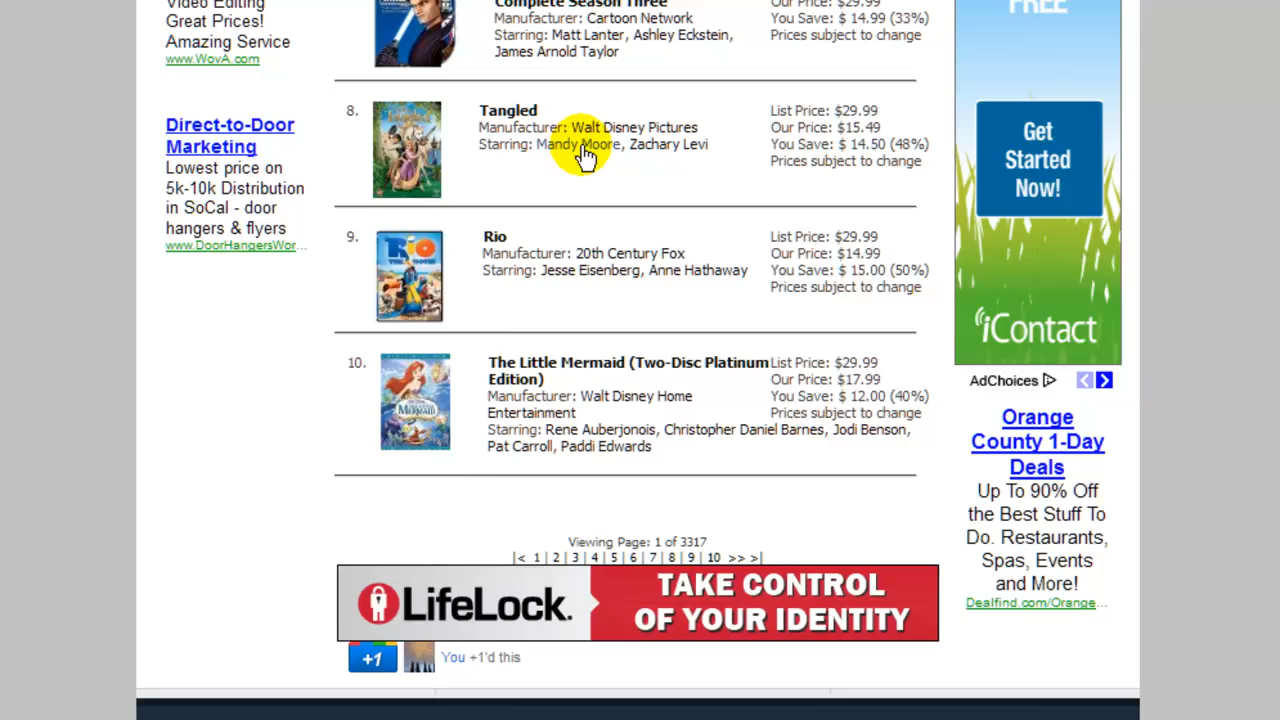 Video Editing
Great Prices!
Amazing Service
www.WovA.com
Direct-to-Door
Marketing
Lowest price on
5k-10k Distribution
in SoCal - door
hangers & flyers
www.DoorHangersWor...
Complete Season Three
Manufacturer: Cartoon Network
Starring: Matt Lanter, Ashley Eckstein,
James Arnold Taylor
Our Price: $29.99
You Save: $ 14.99 (33%)
Prices subject to change
8.
Tangled
Manufacturer: Walt Disney Pictures
Starring: Mandy Moore, Zachary Levi
List Price: $29.99
Our Price: $15.49
You Save: $ 14.50 (48%)
Prices subject to change
9.
RIO
Rio
Manufacturer: 20th Century Fox
Starring: Jesse Eisenberg, Anne Hathaway
List Price: $29.99
Our Price: $14.99
You Save: $ 15.00 (50%)
Prices subject to change
10.
MERMAID
The Little Mermaid (Two-Disc Platinum
Edition)
Manufacturer: Walt Disney Home
Entertainment
Starring: Rene Auberjonois, Christopher Daniel Barnes, Jodi Benson,
Pat Carroll, Paddi Edwards
List Price: $29.99
Our Price: $17.99
You Save: $ 12.00 (40%)
Prices subject to change
Viewing Page: 1 of 3317
|< 1 | 2 | 3 | 4 | 5 | 6 | 7 | 8 | 9 | 10 >> >|
LifeLock.
TAKE CONTROL
OF YOUR IDENTITY
+1
You +1'd this
FREE
Get
Started
Now!
iContact
AdChoices
Orange
County 1-Day
Deals
Up To 90% Off
the Best Stuff To
Do. Restaurants,
Spas, Events
and More!
Dealfind.com/Orange...